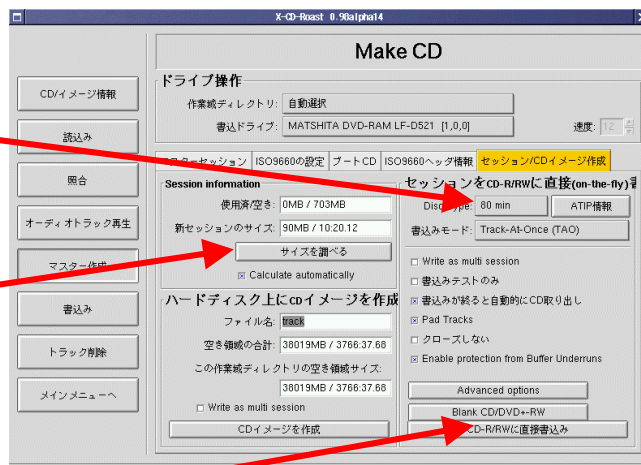 X-CD-Roast 0.98alpha14
Make CD
CD/イメージ情報
読込み
照合
オーディオトラック再生
マスター作成
書込み
トラック削除
メインメニューへ
ドライブ操作
作業域ディレクトリ: 自動選択
書込ドライブ: MATSHITA DVD-RAM LF-D521 [1,0,0] 速度: 12
マスターセッション ISO9660の設定 ブートCD ISO9660ヘッダ情報 セッション/CDイメージ作成
Session information
使用済/空き: 0MB / 703MB
新セッションのサイズ: 90MB / 10:20.12
サイズを調べる
Calculate automatically
ハードディスク上にCDイメージを作成
ファイル名: track
空き領域の合計: 38019MB / 3766:37.68
この作業域ディレクトリの空き領域サイズ:
38019MB / 3766:37.68
Write as multi session
CDイメージを作成
セッションをCD-R/RWに直接(on-the-fly)書
Disc type: 80 min ATIP情報
書込みモード: Track-At-Once (TAO)
Write as multi session
書込みテストのみ
書込みが終ると自動的にCD取り出し
Pad Tracks
クローズしない
Enable protection from Buffer Underruns
Advanced options
Blank CD/DVD+-RW
CD-R/RWに直接書込み